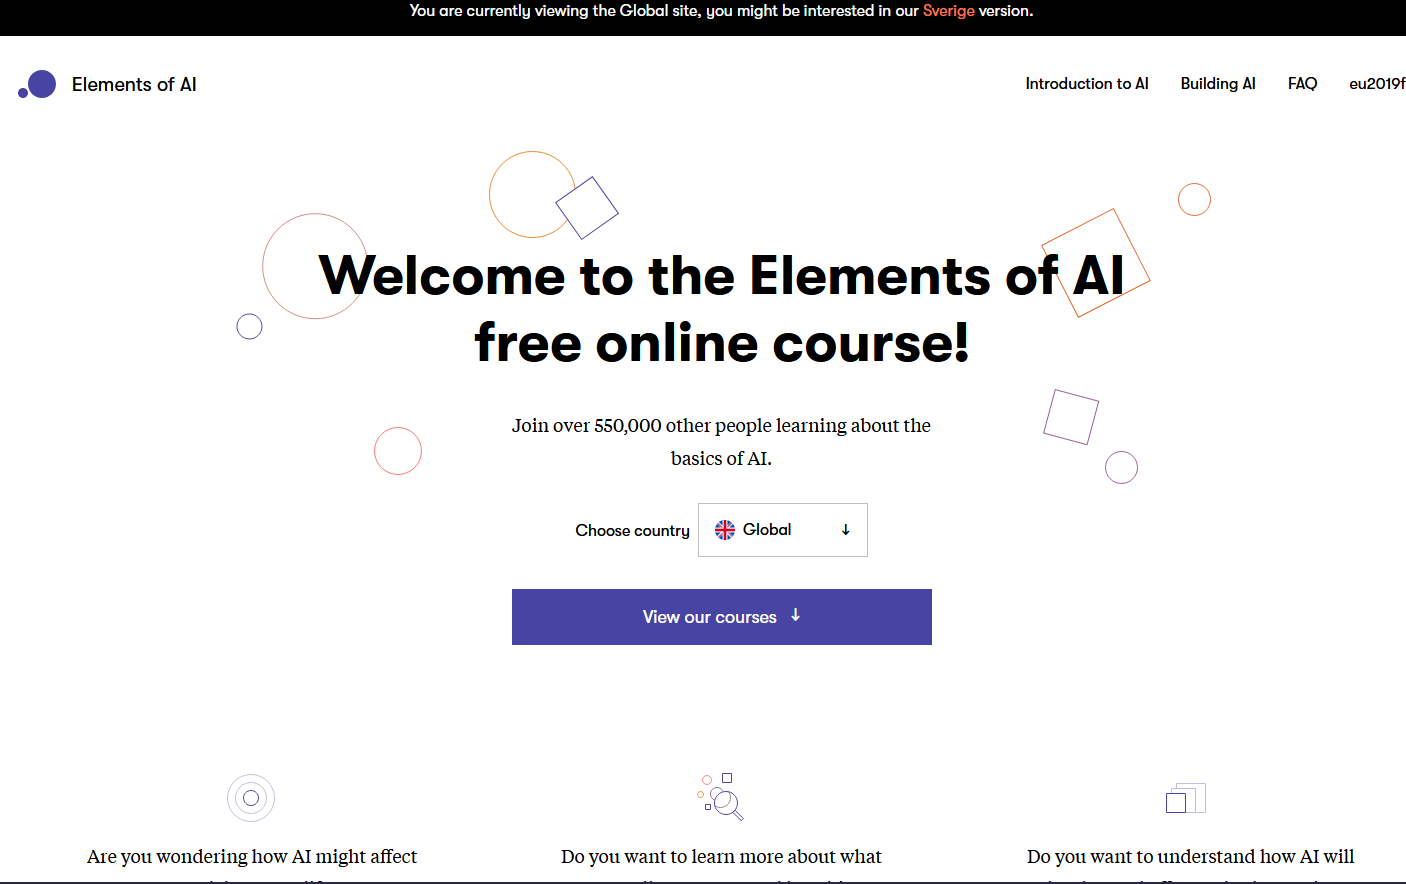 You are currently viewing the Global site, you might be interested in our Sverige version.
Elements of AI
Introduction to AI
Building AI
FAQ
Welcome to the Elements of AI
free online course!
Join over 550,000 other people learning about the
basics of AI.
Choose country
Global
View our courses
Are you wondering how AI might affect
Do you want to learn more about what
Do you want to understand how AI will